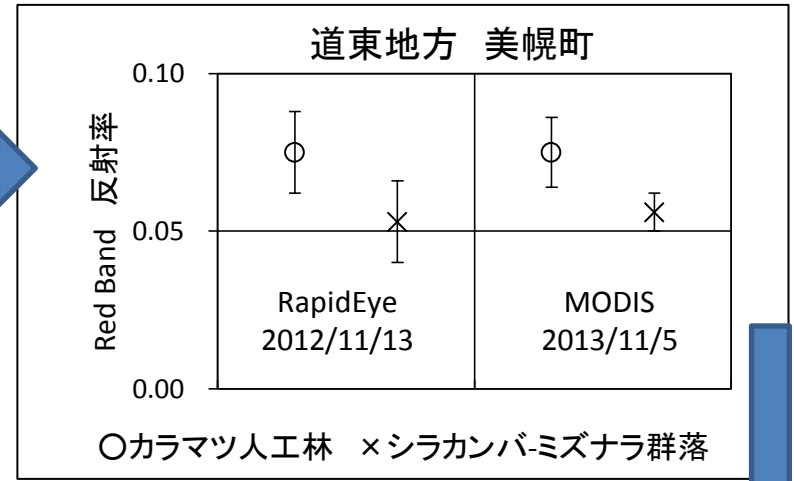 道東地方　美幌町
Red Band　反射率
0.10
0.05
0.00
RapidEye
2012/11/13
MODIS
2013/11/5
○カラマツ人工林　×シラカンバ-ミズナラ群落